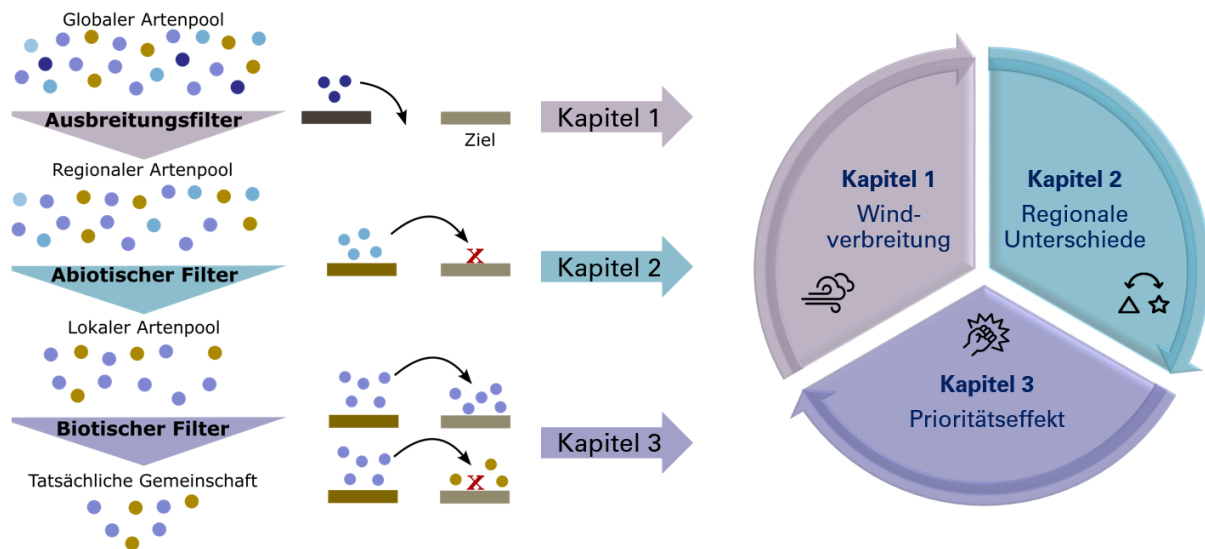 Globaler Artenpool
Ausbreitungsfilter
Ziel
Kapitel 1
Regionaler Artenpool
Abiotischer Filter
X
Kapitel 2
Lokaler Artenpool
Biotischer Filter
X
Kapitel 3
Tatsächliche Gemeinschaft
Kapitel 1
Wind-
verbreitung
Kapitel 2
Regionale
Unterschiede
Kapitel 3
Prioritätseffekt